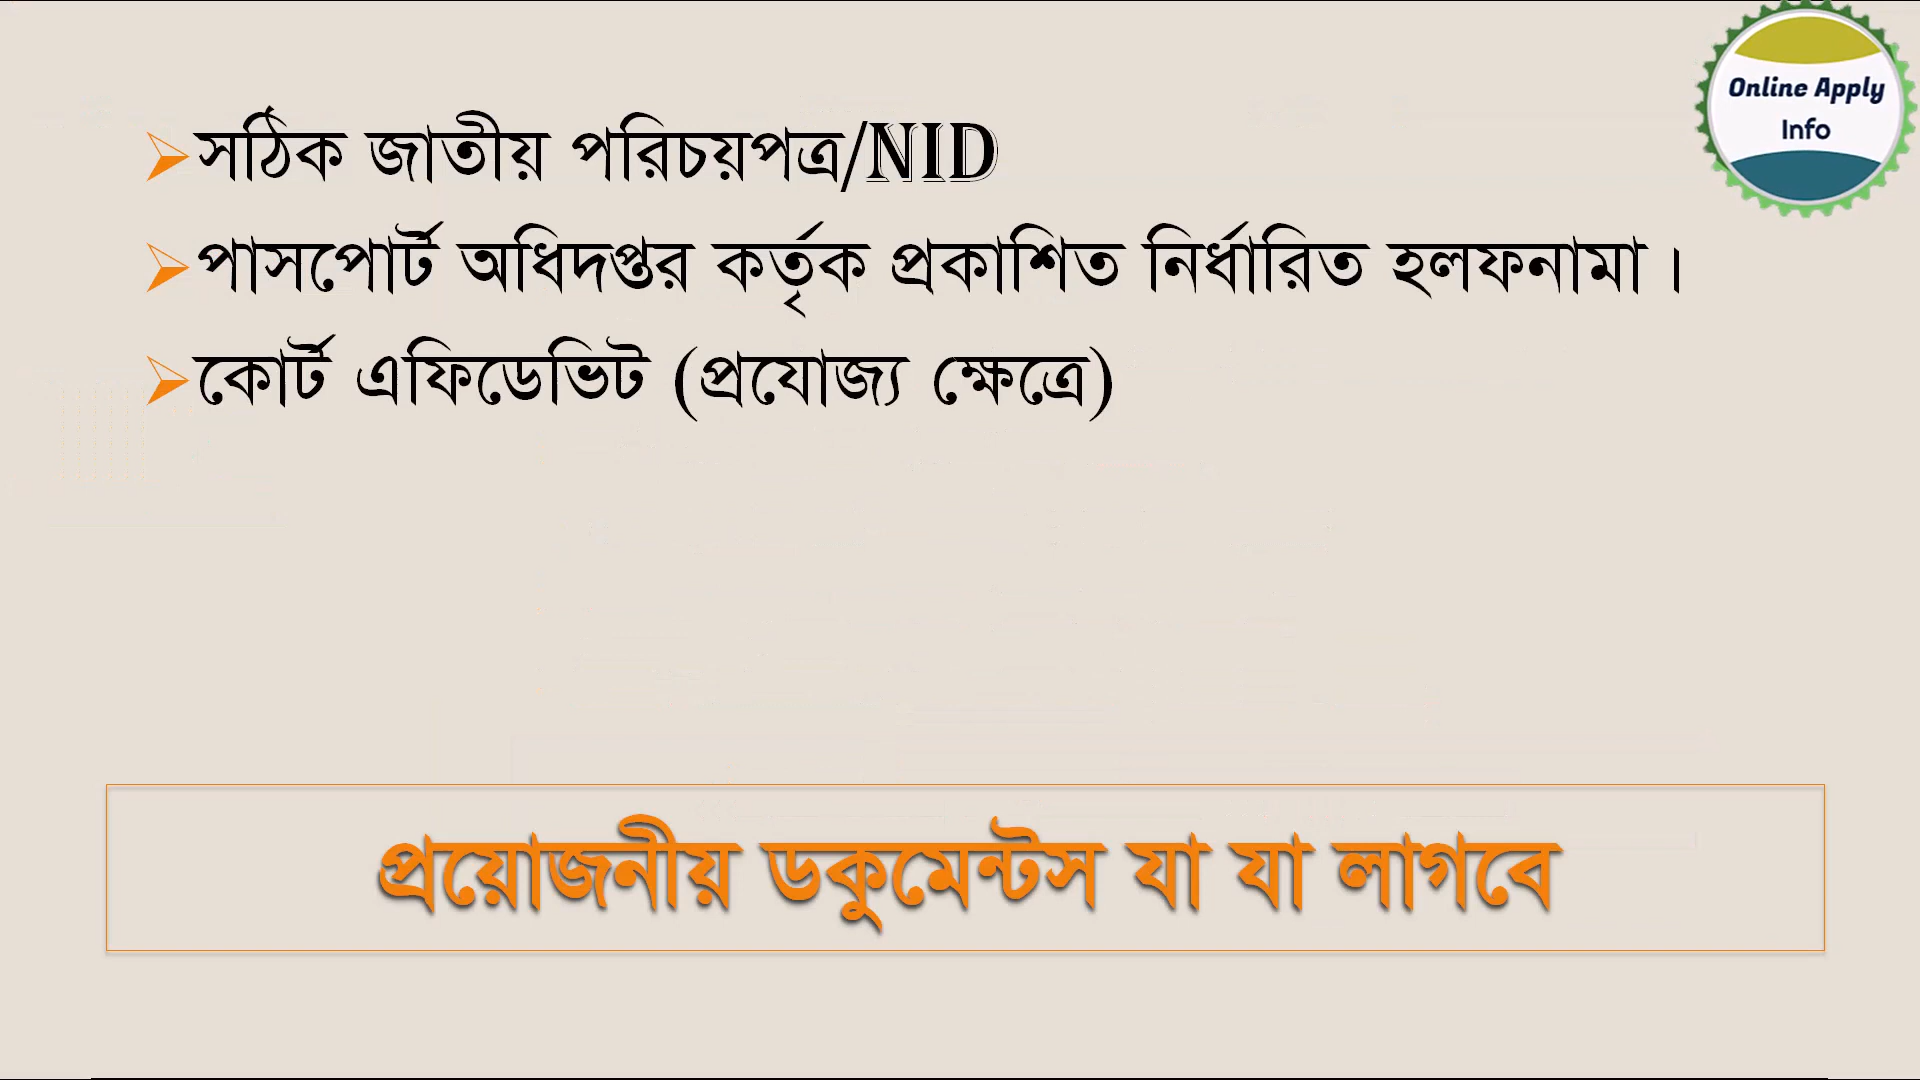 Online Apply
Info
সঠিক জাতীয় পরিচয়পত্র/NID
পাসপোর্ট অধিদপ্তর কর্তৃক প্রকাশিত নির্ধারিত হলফনামা।
কোর্ট এফিডেভিট (প্রযোজ্য ক্ষেত্রে)
প্রয়োজনীয় ডকুমেন্টস যা যা লাগবে